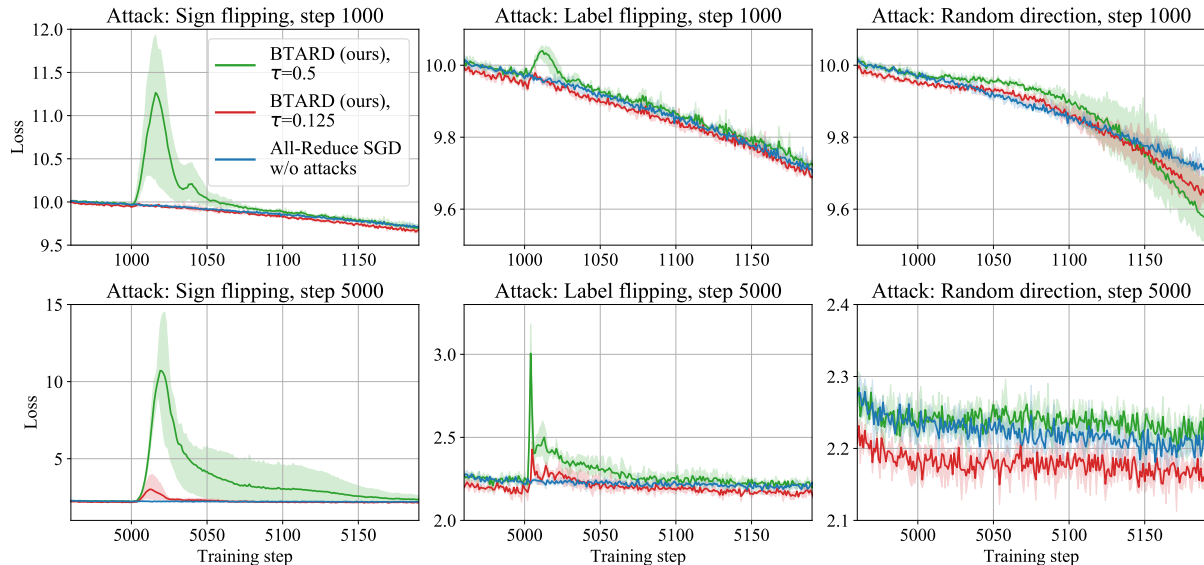 Attack: Sign flipping, step 1000
Attack: Label flipping, step 1000
Attack: Random direction, step 1000
12.0
11.5
11.0
10.5
10.0
9.5
Loss
BTARD (ours),
τ=0.5
BTARD (ours),
τ=0.125
All-Reduce SGD
w/o attacks
1000
1050
1100
1150
10.0
9.8
9.6
1000
1050
1100
1150
10.0
9.8
9.6
1000
1050
1100
1150
Attack: Sign flipping, step 5000
Attack: Label flipping, step 5000
Attack: Random direction, step 5000
15
10
5
Loss
5000
5050
5100
5150
Training step
3.0
2.5
2.0
5000
5050
5100
5150
Training step
2.4
2.3
2.2
2.1
5000
5050
5100
5150
Training step